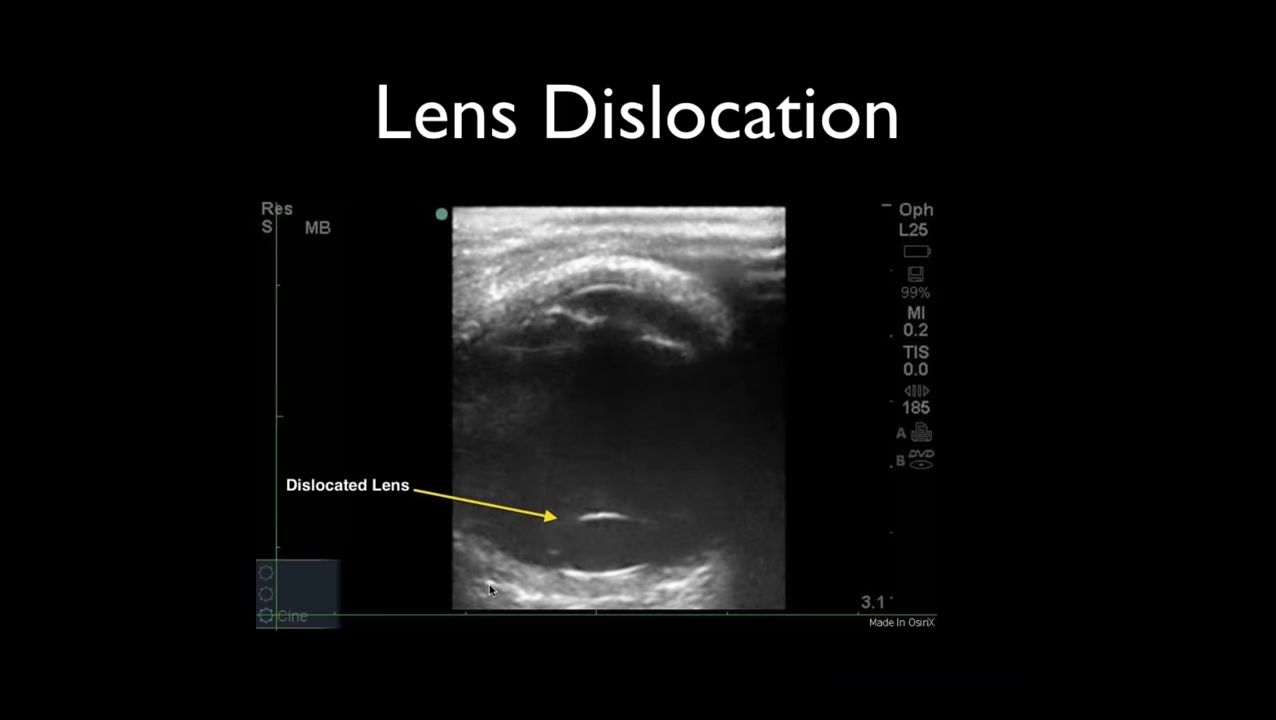 Lens Dislocation
Res
S MB
Oph
L25
99%
MI
0.2
TIS
0.0
185
A
B DVD
Dislocated Lens
Cine
3.1
Made In OsiriX